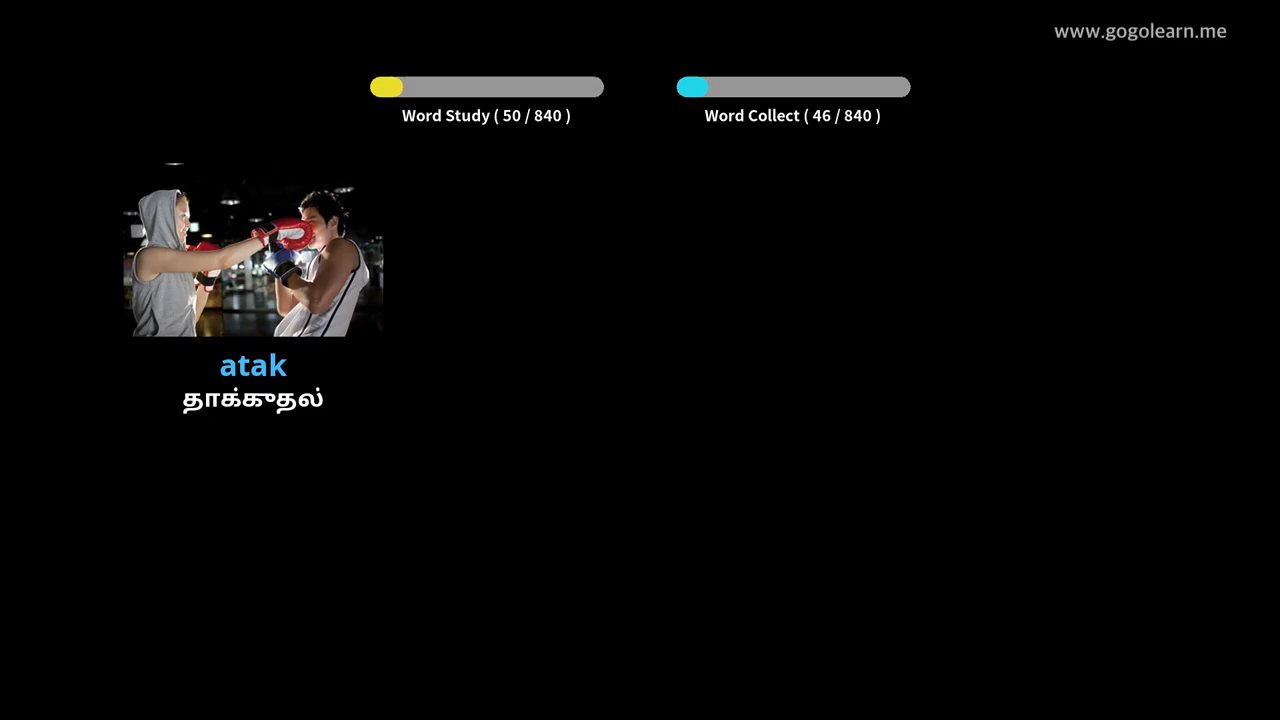 www.gogolearn.me
Word Study ( 50 / 840 )
Word Collect ( 46 / 840 )
atak
தாக்குதல்